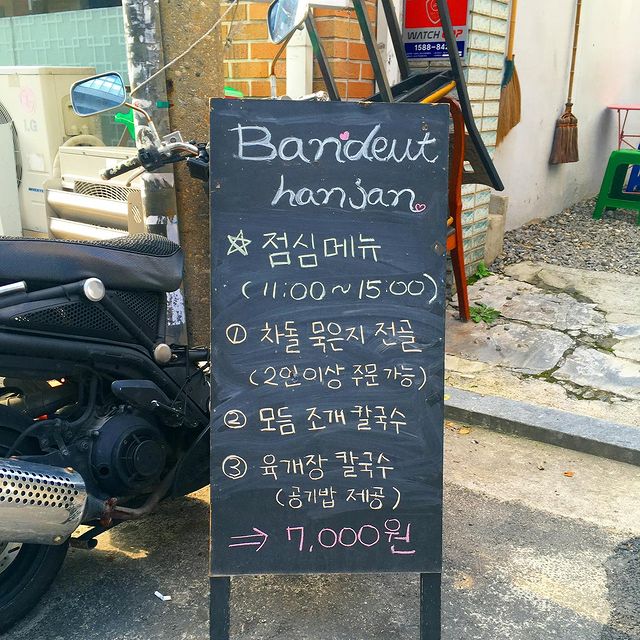 WATCH
1588-84
LG
Bandeut
hanjan
☆ 점심메뉴
(11:00~15:00)
① 차돌 묵은지 전골
(2인이상 주문가능)
② 모듬 조개 칼국수
③ 육개장 칼국수
(공기밥 제공)
⇒ 7,000원